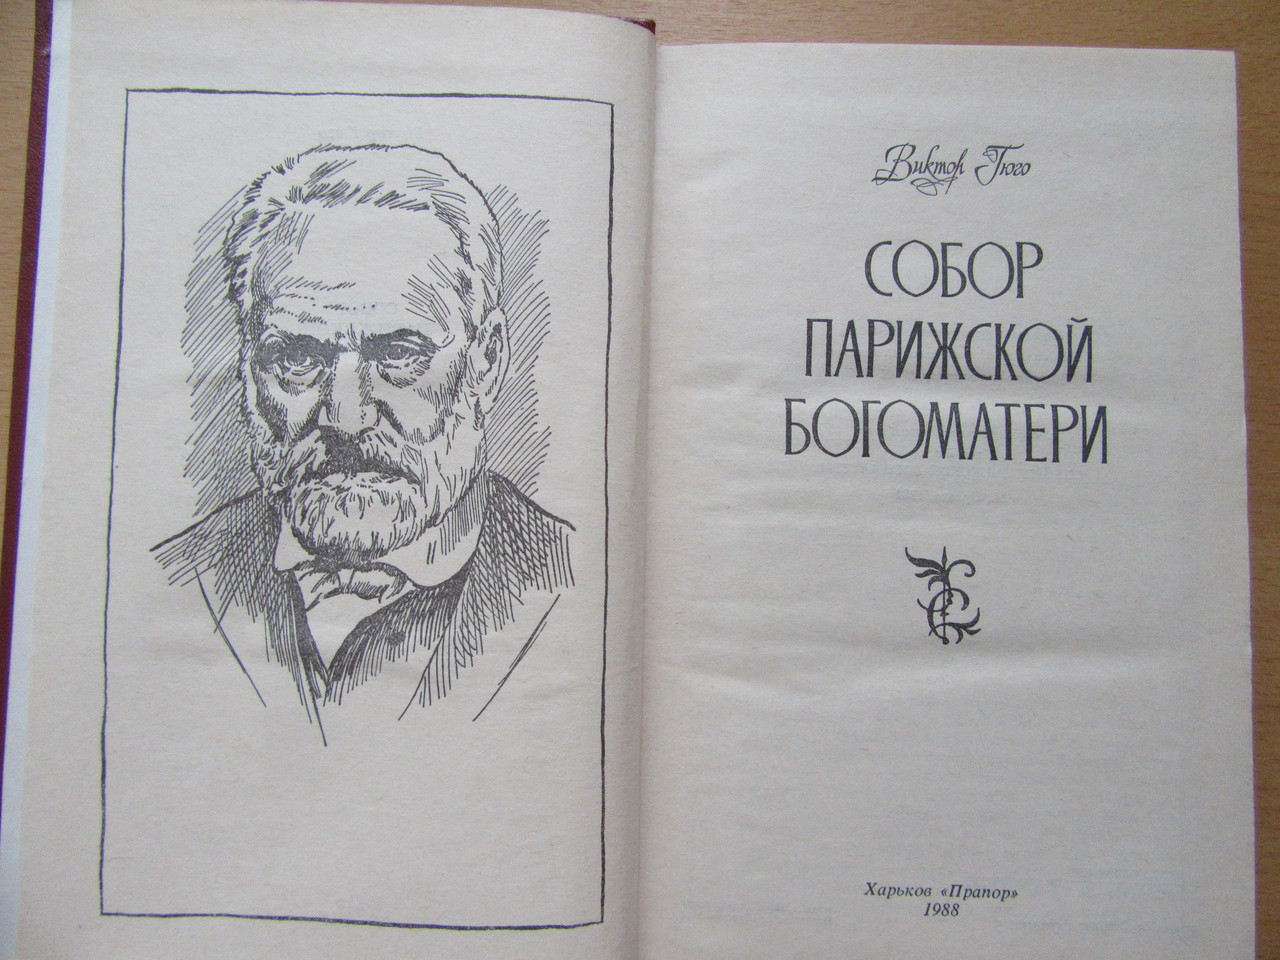 Виктор Гюго
СОБОР
ПАРИЖСКОЙ
БОГОМАТЕРИ
Харьков «Прапор»
1988